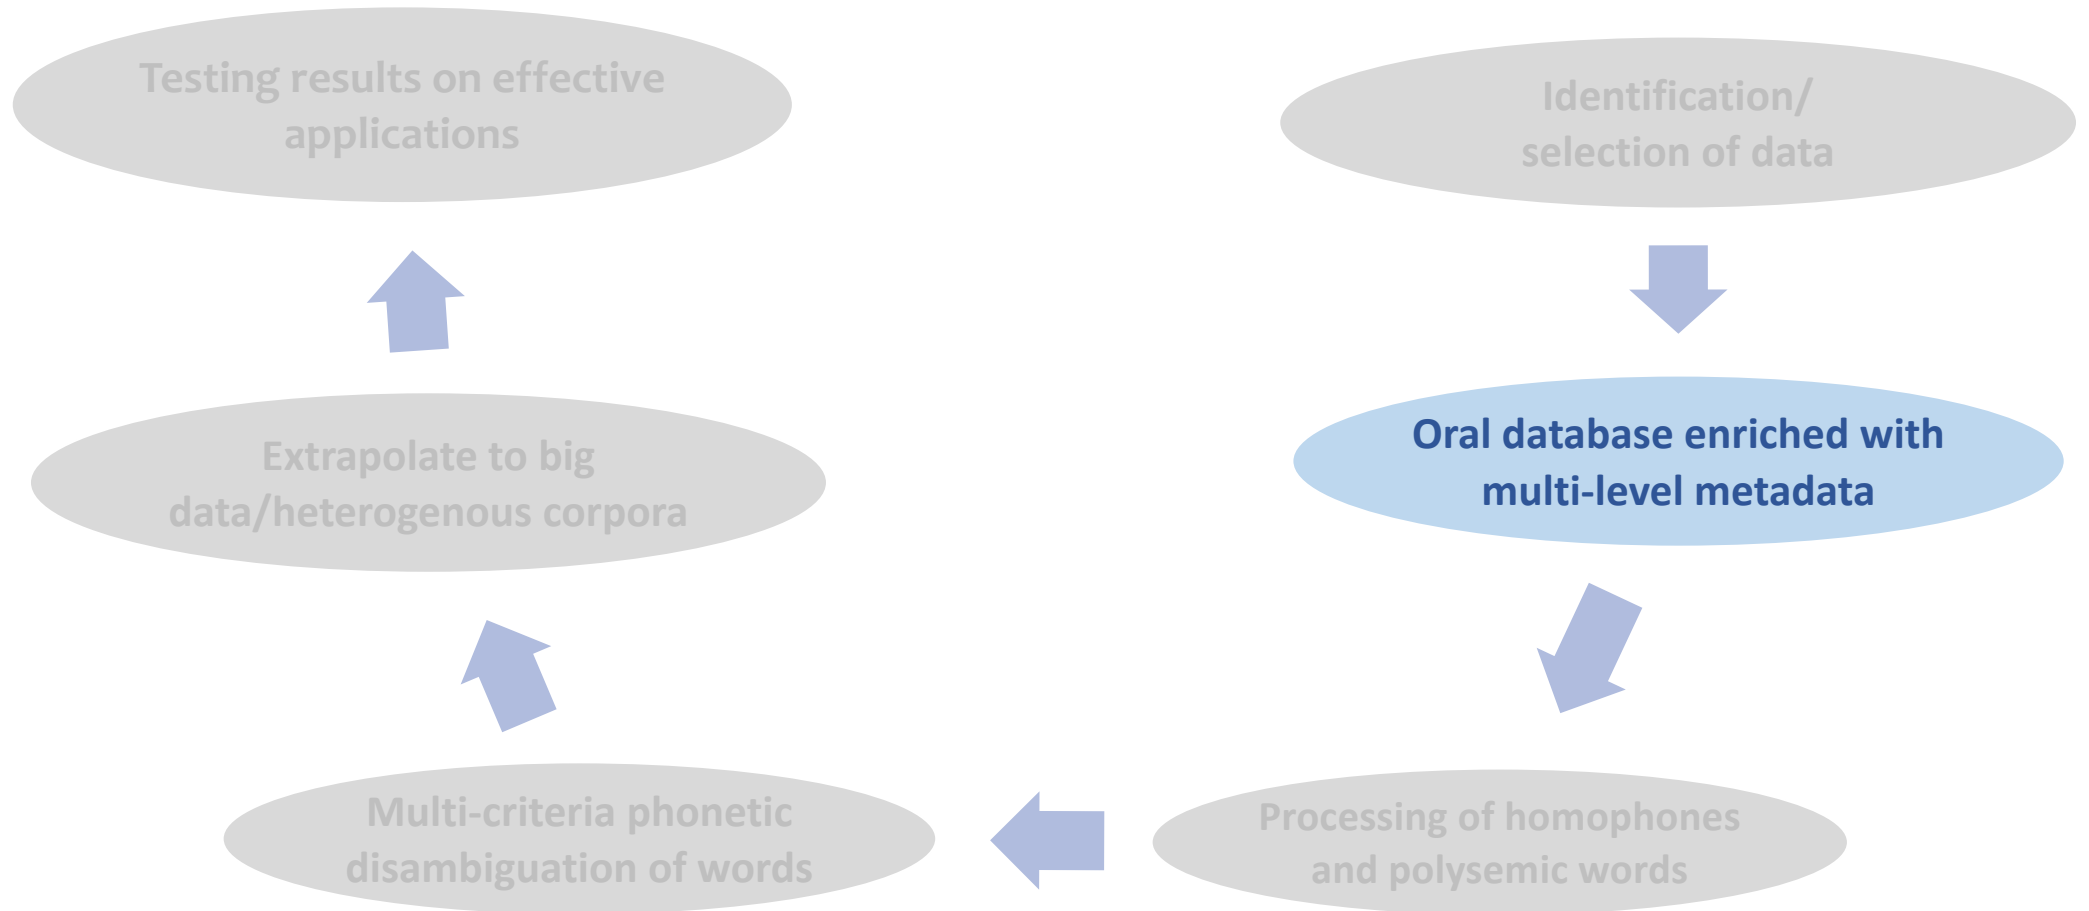 Testing results on effective
applications
Identification/
selection of data
Extrapolate to big
data/heterogenous corpora
Oral database enriched with
multi-level metadata
Multi-criteria phonetic
disambiguation of words
Processing of homophones
and polysemic words